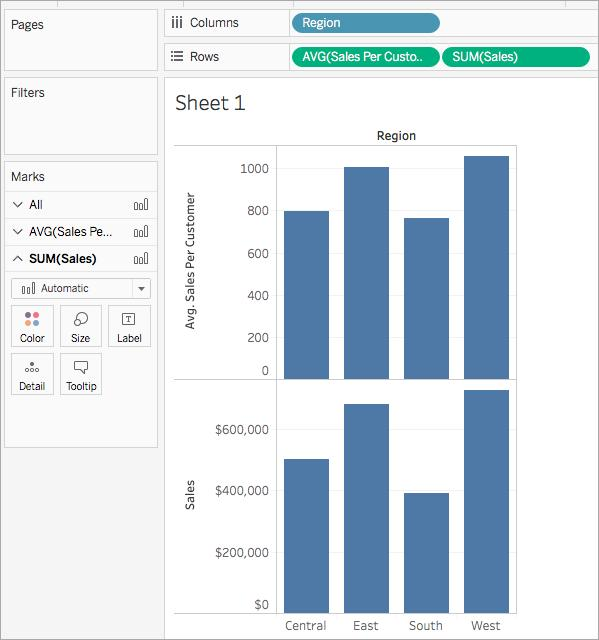 Pages
Columns
Region
Rows
AVG(Sales Per Custo..
SUM(Sales)
Filters
Marks
All
AVG(Sales Pe...
SUM(Sales)
Automatic
Color
Size
Label
Detail
Tooltip
Sheet 1
Region
Avg. Sales Per Customer
1000
800
600
400
200
0
Sales
$600,000
$400,000
$200,000
$0
Central East South West